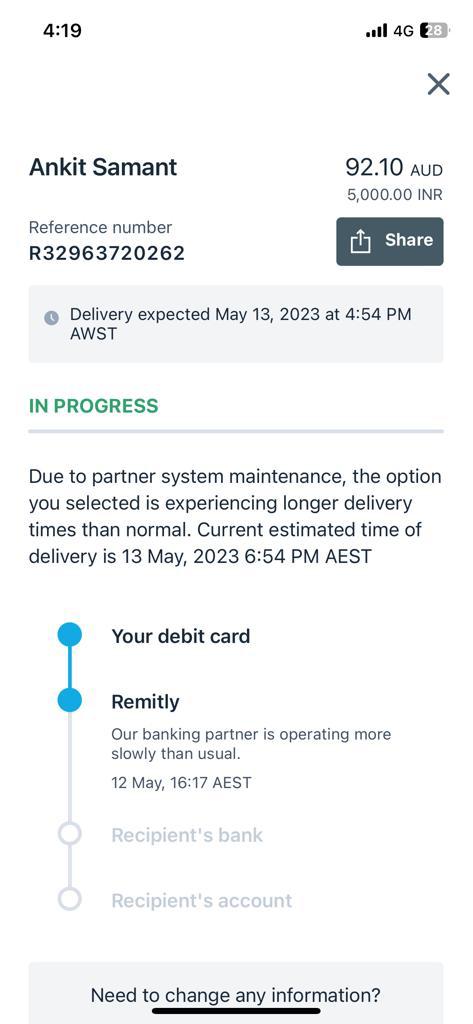 4:19
4G 28
Ankit Samant
92.10 AUD
5,000.00 INR
Reference number
R32963720262
Share
Delivery expected May 13, 2023 at 4:54 PM
AWST
IN PROGRESS
Due to partner system maintenance, the option
you selected is experiencing longer delivery
times than normal. Current estimated time of
delivery is 13 May, 2023 6:54 PM AEST
Your debit card
Remitly
Our banking partner is operating more
slowly than usual.
12 May, 16:17 AEST
Recipient's bank
Recipient's account
Need to change any information?